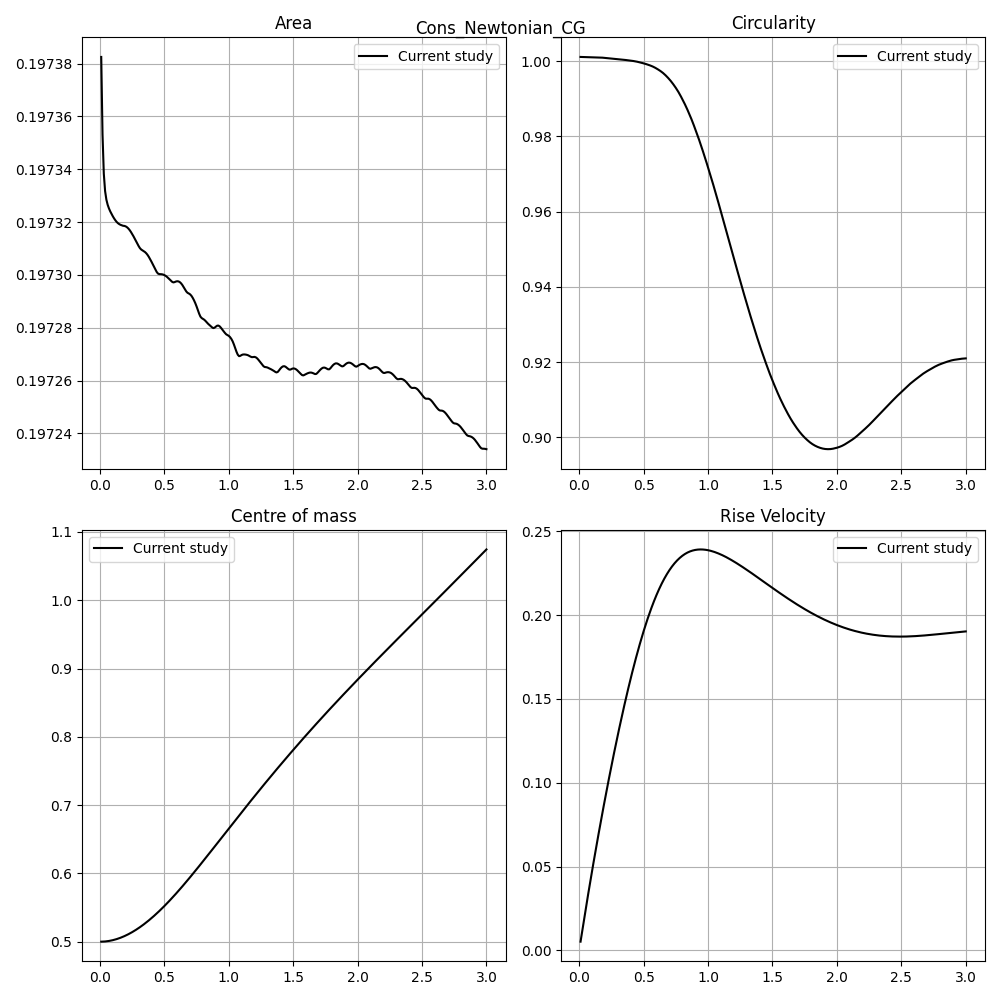 Cons_Newtonian_CG
Area
Current study
0.19738
0.19736
0.19734
0.19732
0.19730
0.19728
0.19726
0.19724
0.0 0.5 1.0 1.5 2.0 2.5 3.0
Circularity
Current study
1.00
0.98
0.96
0.94
0.92
0.90
0.0 0.5 1.0 1.5 2.0 2.5 3.0
Centre of mass
Current study
1.1
1.0
0.9
0.8
0.7
0.6
0.5
0.0 0.5 1.0 1.5 2.0 2.5 3.0
Rise Velocity
Current study
0.25
0.20
0.15
0.10
0.05
0.00
0.0 0.5 1.0 1.5 2.0 2.5 3.0